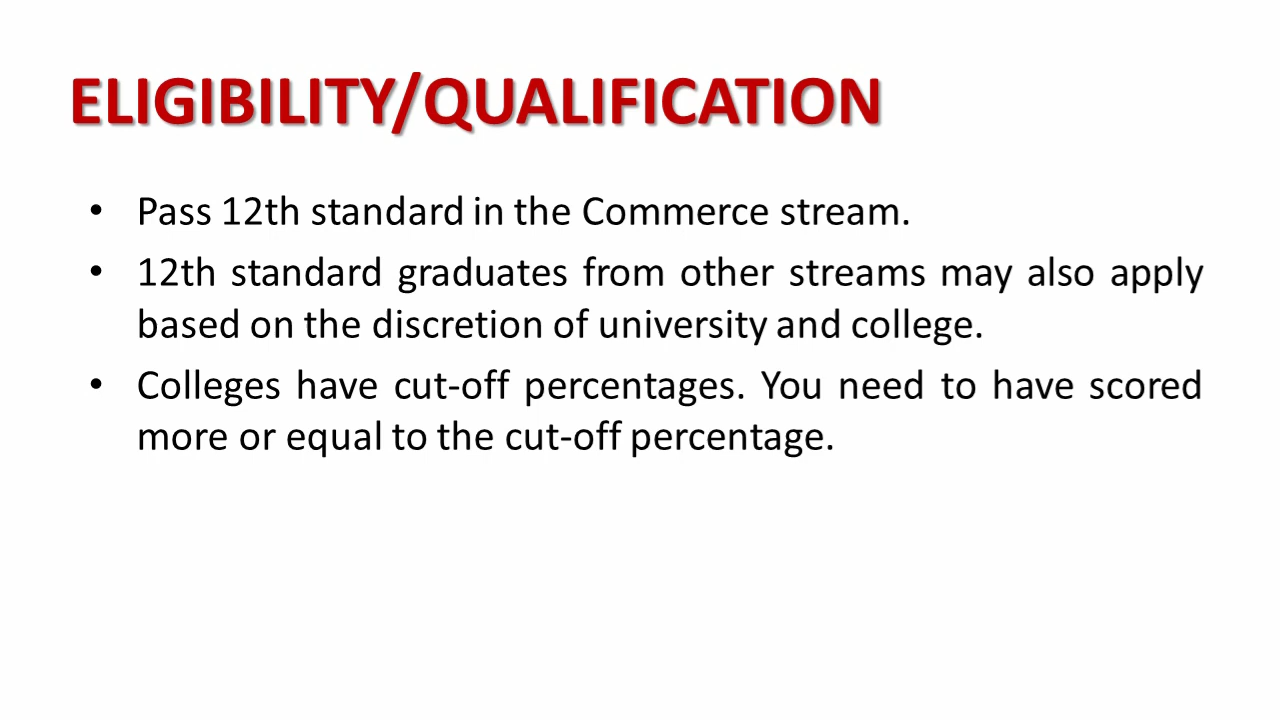 ELIGIBILITY/QUALIFICATION
• Pass 12th standard in the Commerce stream.
• 12th standard graduates from other streams may also apply
based on the discretion of university and college.
• Colleges have cut-off percentages. You need to have scored
more or equal to the cut-off percentage.